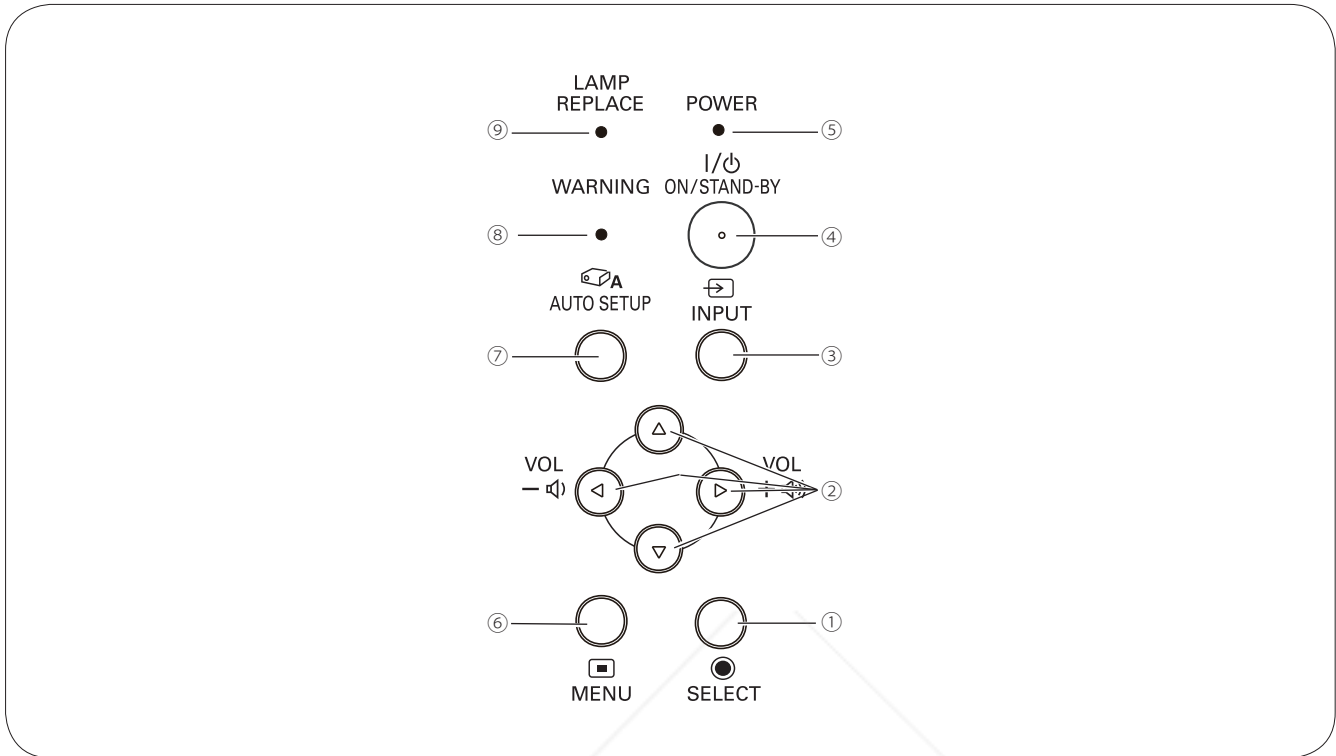 LAMP
REPLACE
POWER
⑨
⑤
I/⏻
WARNING
ON/STAND-BY
⑧
④
A
AUTO SETUP
INPUT
⑦
③
VOL
VOL
−
+
②
⑥
①
MENU
SELECT